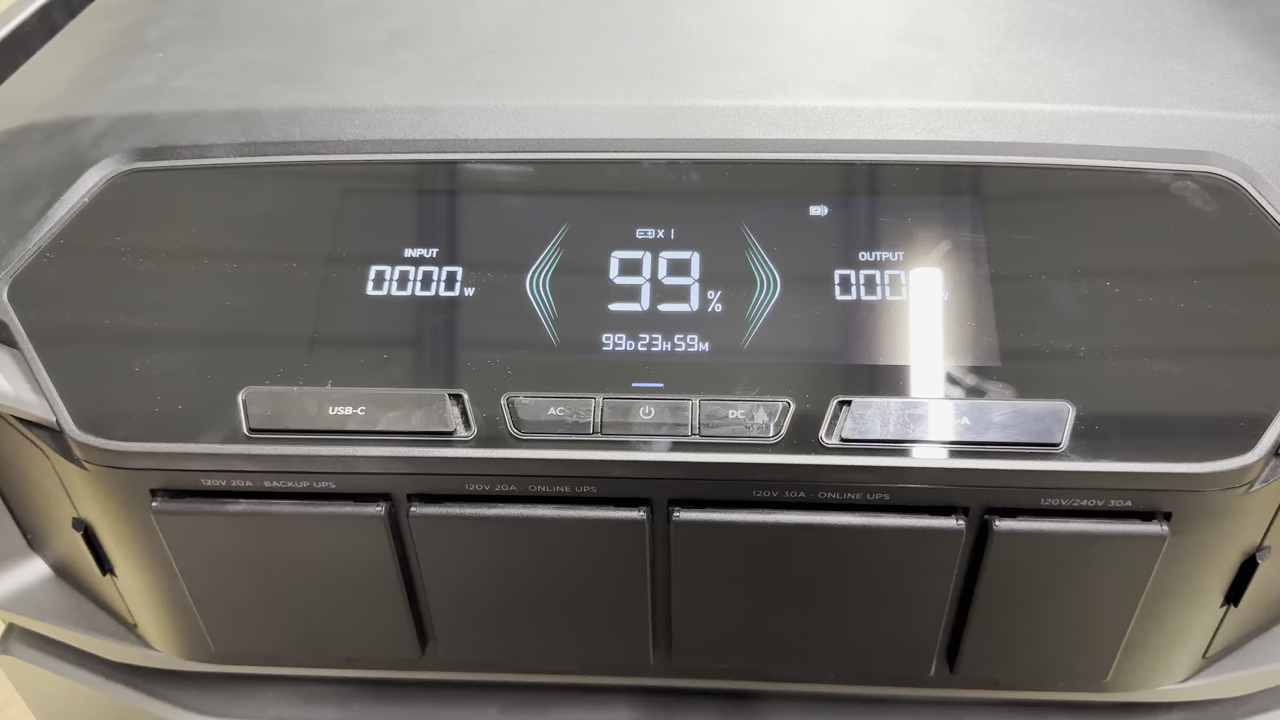 X 1
INPUT
0000W
99%
OUTPUT
000
99D 23H 59M
USB-C
AC
DC
-A
120V 20A · BACKUP UPS
120V 20A · ONLINE UPS
120V 30A · ONLINE UPS
120V/240V 30A